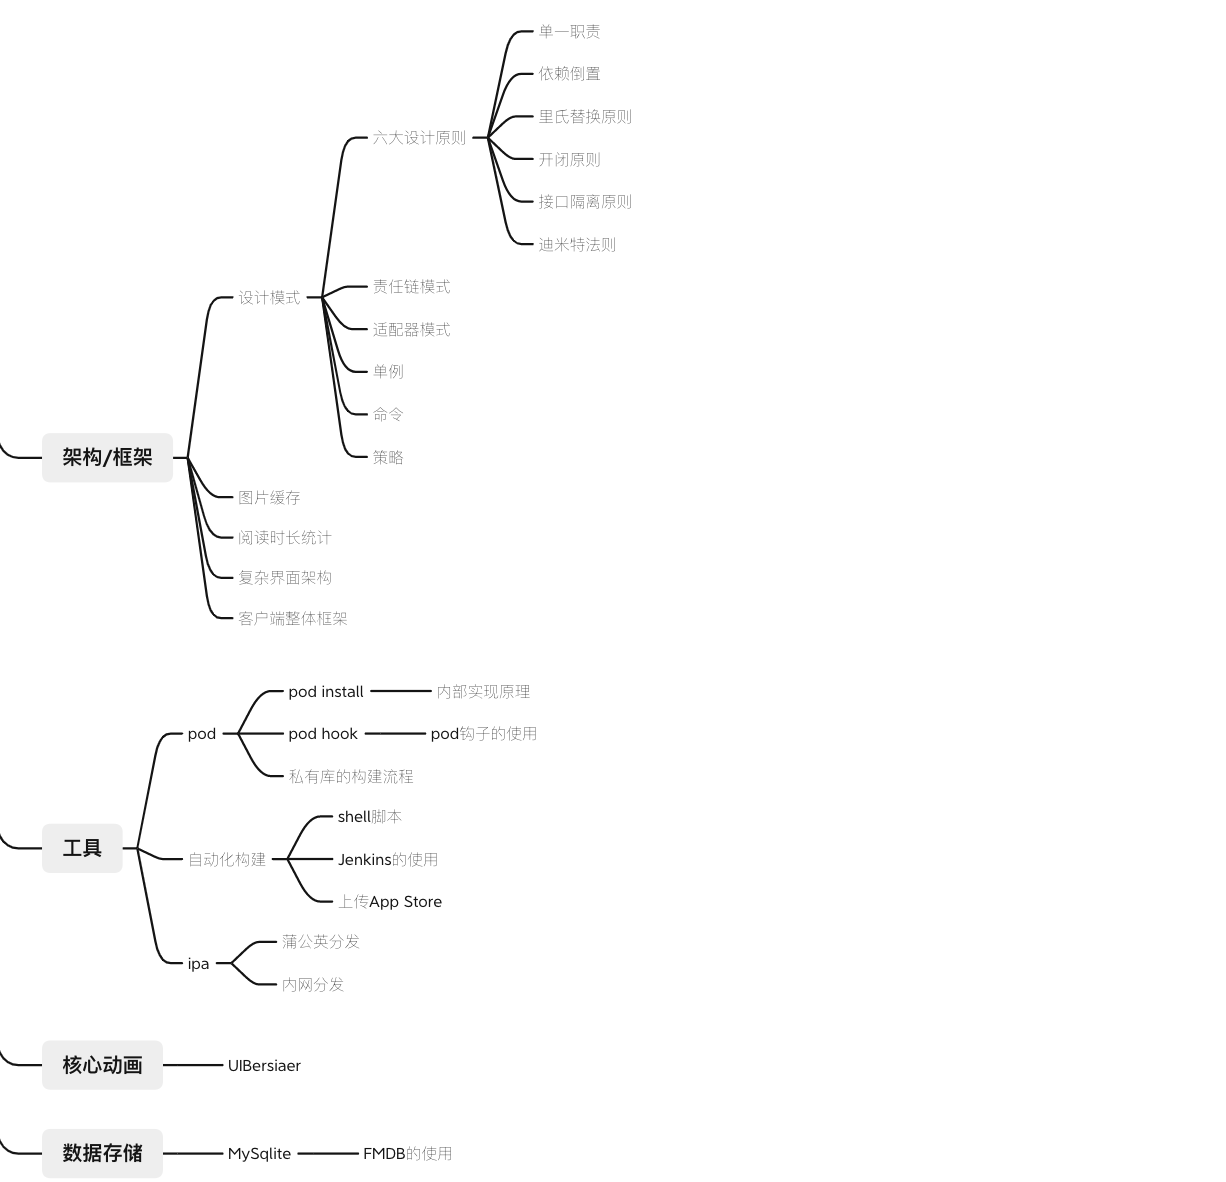 单一职责
依赖倒置
里氏替换原则
六大设计原则
开闭原则
接口隔离原则
迪米特法则
责任链模式
设计模式
适配器模式
单例
命令
架构/框架
策略
图片缓存
阅读时长统计
复杂界面架构
客户端整体框架
pod install
内部实现原理
pod
pod hook
pod钩子的使用
私有库的构建流程
shell脚本
工具
自动化构建
Jenkins的使用
上传App Store
蒲公英分发
ipa
内网分发
核心动画
UIBersiaer
数据存储
MySqlite
FMDB的使用